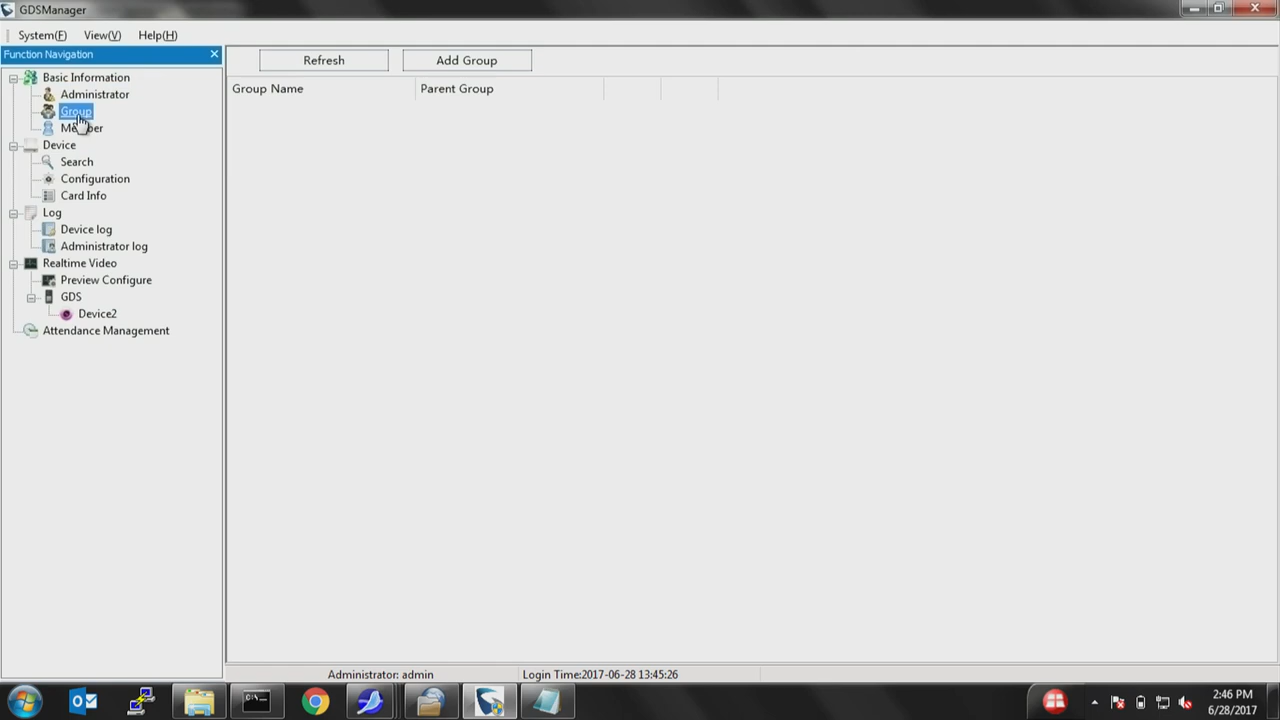 GDSManager
System(F) View(V) Help(H)
Function Navigation
Refresh
Add Group
Group Name
Parent Group
Basic Information
Administrator
Group
Member
Device
Search
Configuration
Card Info
Log
Device log
Administrator log
Realtime Video
Preview Configure
GDS
Device2
Attendance Management
Administrator: admin
Login Time:2017-06-28 13:45:26
2:46 PM
6/28/2017